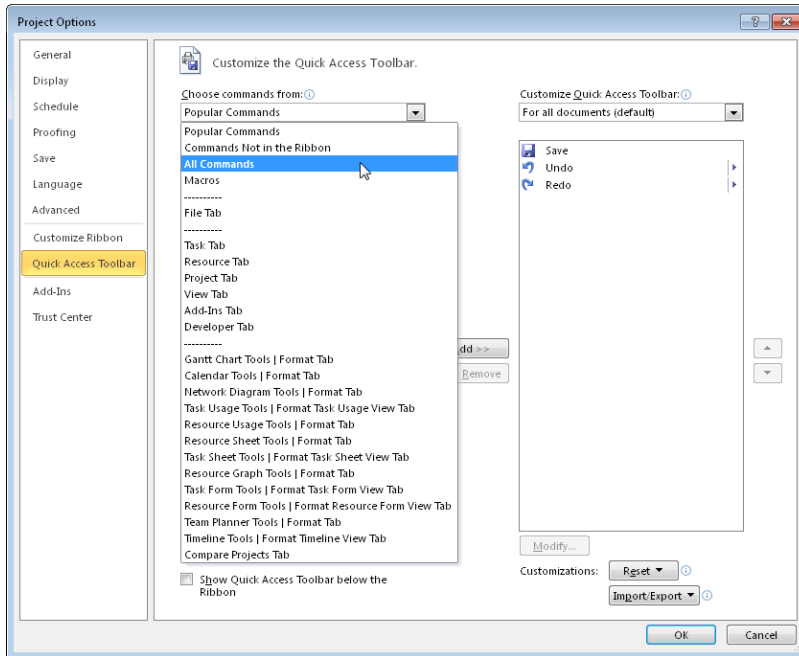 Project Options
General
Display
Schedule
Proofing
Save
Language
Advanced
Customize Ribbon
Quick Access Toolbar
Add-Ins
Trust Center
Customize the Quick Access Toolbar.
Choose commands from:
Popular Commands
Popular Commands
Commands Not in the Ribbon
All Commands
Macros
----------
File Tab
----------
Task Tab
Resource Tab
Project Tab
View Tab
Add-Ins Tab
Developer Tab
----------
Gantt Chart Tools | Format Tab
Calendar Tools | Format Tab
Network Diagram Tools | Format Tab
Task Usage Tools | Format Task Usage View Tab
Resource Usage Tools | Format Tab
Resource Sheet Tools | Format Tab
Task Sheet Tools | Format Task Sheet View Tab
Resource Graph Tools | Format Tab
Task Form Tools | Format Task Form View Tab
Resource Form Tools | Format Resource Form View Tab
Team Planner Tools | Format Tab
Timeline Tools | Format Timeline View Tab
Compare Projects Tab
Show Quick Access Toolbar below the
Ribbon
dd >>
Remove
Customize Quick Access Toolbar:
For all documents (default)
Save
Undo
Redo
Modify...
Customizations:
Reset
Import/Export
OK
Cancel